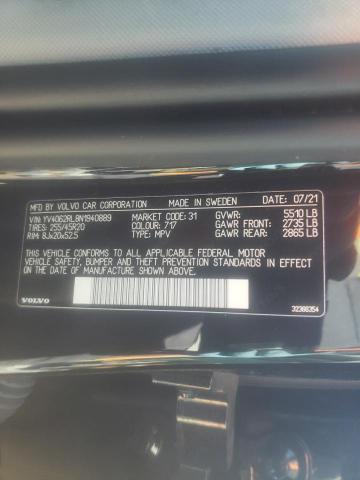 MFD BY VOLVO CAR CORPORATION MADE IN SWEDEN 07/21
VIN: YV4062RL8N1940889 MARKET CODE: 31 GVWR: 5510 LB
TIRES: 255/45R20 COLOUR: 717 GAWR FRONT: 2735 LB
RIM: 8Jx20x52.5 TYPE: MPV GAWR REAR: 2865 LB
THIS VEHICLE CONFORMS TO ALL APPLICABLE FEDERAL MOTOR
VEHICLE SAFETY, BUMPER AND THEFT PREVENTION STANDARDS
IN EFFECT ON THE DATE OF MANUFACTURE SHOWN ABOVE.
VOLVO 32388354